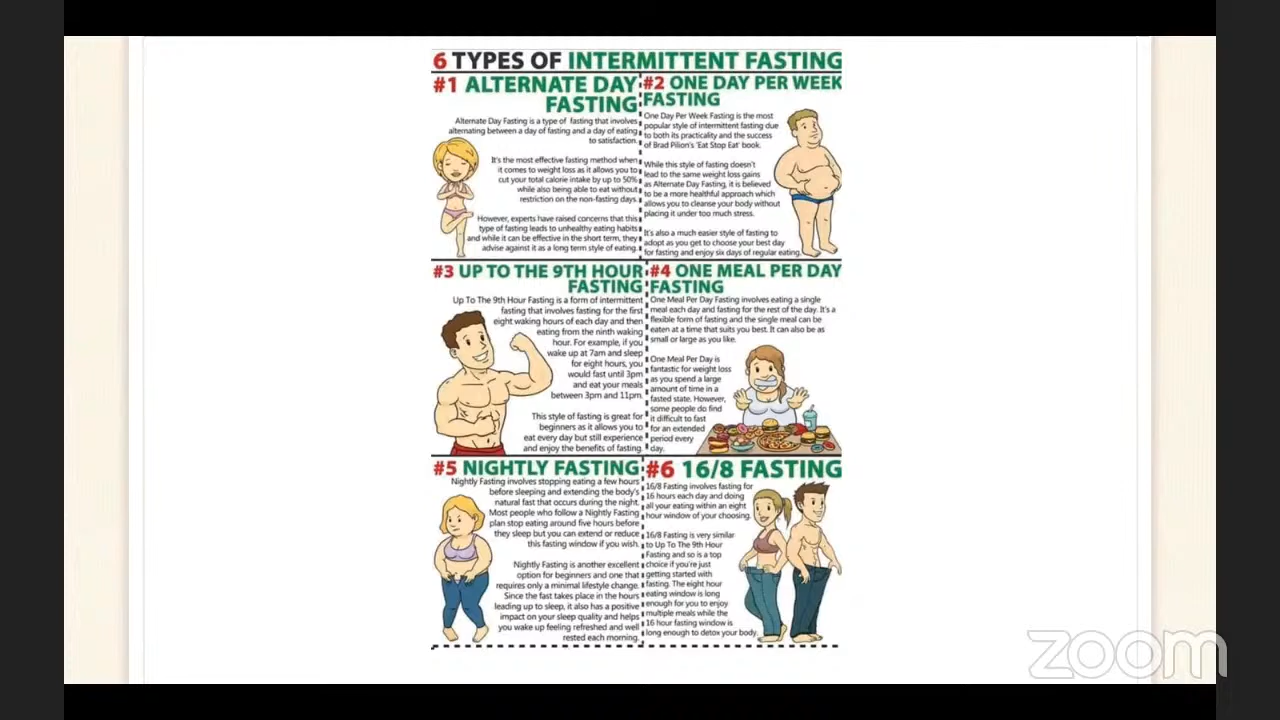 6 TYPES OF INTERMITTENT FASTING
#1 ALTERNATE DAY
FASTING
Alternate Day Fasting is a type of fasting that involves
alternating between a day of fasting and a day of eating
to satisfaction.
It's the most effective fasting method when
it comes to weight loss as it allows you to
cut your total calorie intake by up to 50%
while also being able to eat without
restriction on the non-fasting days.
However, experts have raised concerns that this
type of fasting leads to unhealthy eating habits
and while it can be effective in the short term, they
advise against it as a long term style of eating.
#2 ONE DAY PER WEEK
FASTING
One Day Per Week Fasting is the most
popular style of intermittent fasting due
to both its practicality and the success
of Brad Pilion's 'Eat Stop Eat' book.
While this style of fasting doesn't
lead to the same weight loss gains
as Alternate Day Fasting, it is believed
to be a more healthful approach which
allows you to cleanse your body without
placing it under too much stress.
It's also a much easier style of fasting to
adopt as you get to choose your best day
for fasting and enjoy six days of regular eating.
#3 UP TO THE 9TH HOUR
FASTING
Up To The 9th Hour Fasting is a form of intermittent
fasting that involves fasting for the first
eight waking hours of each day and then
eating from the ninth waking
hour. For example, if you
wake up at 7am and sleep
for eight hours, you
would fast until 3pm
and eat your meals
between 3pm and 11pm.
This style of fasting is great for
beginners as it allows you to
eat every day but still experience
and enjoy the benefits of fasting.
#4 ONE MEAL PER DAY
FASTING
One Meal Per Day Fasting involves eating a single
meal each day and fasting for the rest of the day. It's a
flexible form of fasting and the single meal can be
eaten at a time that suits you best. It can also be as
small or large as you like.
One Meal Per Day is
fantastic for weight loss
as you spend a large
amount of time in a
fasted state. However,
some people do find
it difficult to fast
for an extended
period every
day.
#5 NIGHTLY FASTING
Nightly Fasting involves stopping eating a few hours
before sleeping and extending the body's
natural fast that occurs during the night.
Most people who follow a Nightly Fasting
plan stop eating around five hours before
they sleep but you can extend or reduce
this fasting window if you wish.
Nightly Fasting is another excellent
option for beginners and one that
requires only a minimal lifestyle change.
Since the fast takes place in the hours
leading up to sleep, it also has a positive
impact on your sleep quality and helps
you wake up feeling refreshed and well
rested each morning.
#6 16/8 FASTING
16/8 Fasting involves fasting for
16 hours each day and doing
all your eating within an eight
hour window of your choosing.
16/8 Fasting is very similar
to Up To The 9th Hour
Fasting and so is a top
choice if you're just
getting started with
fasting. The eight hour
eating window is long
enough for you to enjoy
multiple meals while the
16 hour fasting window is
long enough to detox your body.
zoom